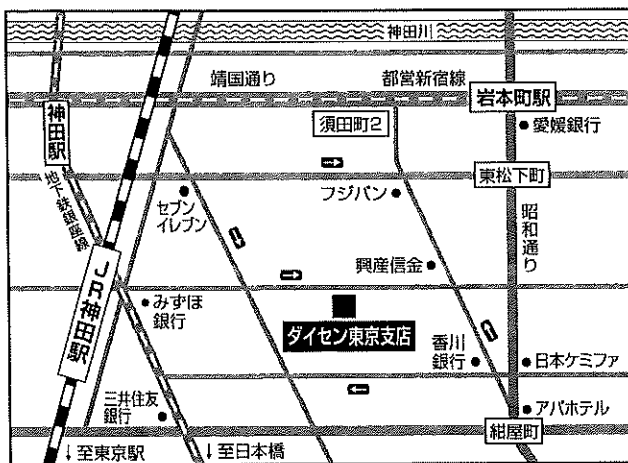 神田川
靖国通り
都営新宿線
岩本町駅
神田駅
須田町2
愛媛銀行
地下鉄銀座線
東松下町
セブン
イレブン
フジパン
昭和通り
興産信金
JR神田駅
みずほ
銀行
ダイセン東京支店
香川
銀行
日本ケミファ
三井住友
銀行
アパホテル
紺屋町
↓至東京駅
↓至日本橋